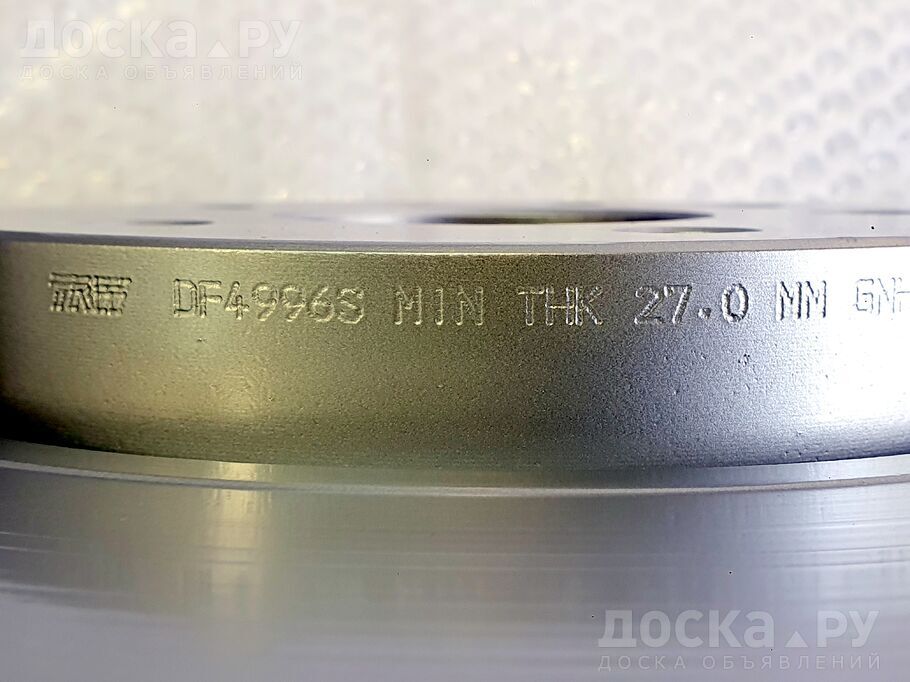 ДОСКА.РУ
ДОСКА ОБЪЯВЛЕНИЙ
TRW DF4996S MIN THK 27.0 MM
ДОСКА.РУ
ДОСКА ОБЪЯВЛЕНИЙ